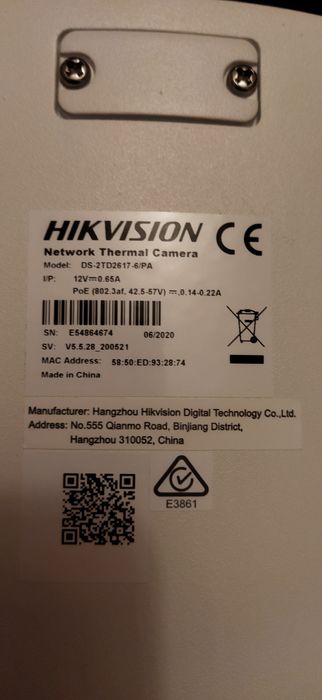 HIKVISION CE
Network Thermal Camera
Model: DS-2TD2617-6/PA
I/P: 12V⎓0.65A
PoE (802.3af, 42.5-57V)⎓,0.14-0.22A
SN: E54864674 06/2020
SV: V5.5.28_200521
MAC Address: 58:50:ED:93:28:74
Made in China
Manufacturer: Hangzhou Hikvision Digital Technology Co.,Ltd.
Address: No.555 Qianmo Road, Binjiang District,
Hangzhou 310052, China
E3861